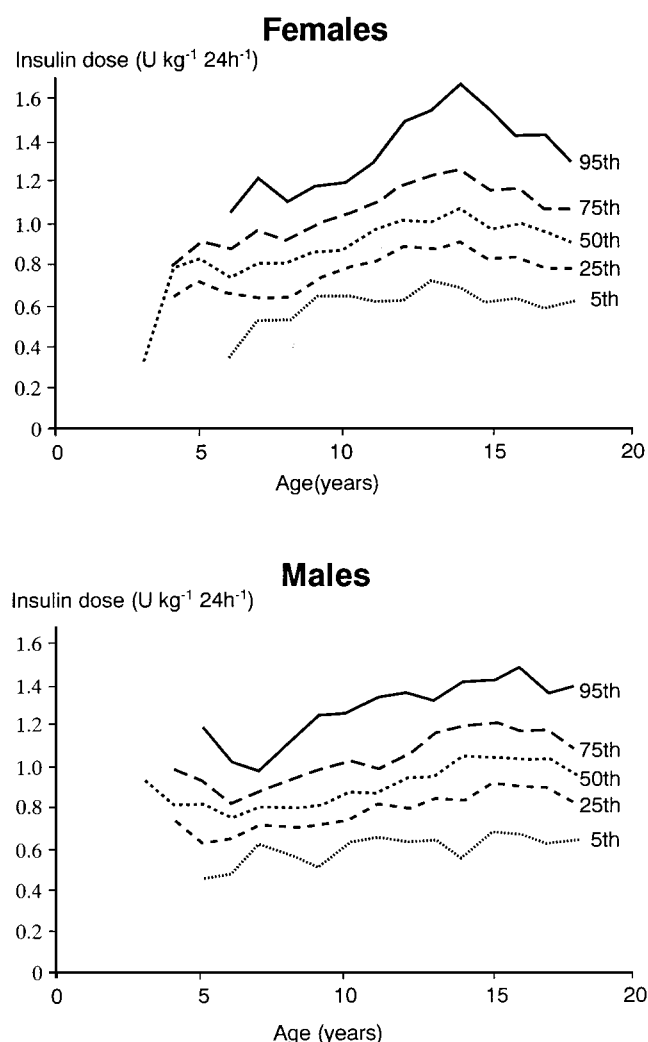 Females
Insulin dose (U kg⁻¹ 24h⁻¹)
1.6
1.4
1.2
1.0
0.8
0.6
0.4
0.2
0
95th
75th
50th
25th
5th
0 5 10 15 20
Age(years)
Males
Insulin dose (U kg⁻¹ 24h⁻¹)
1.6
1.4
1.2
1.0
0.8
0.6
0.4
0.2
0
95th
75th
50th
25th
5th
0 5 10 15 20
Age (years)